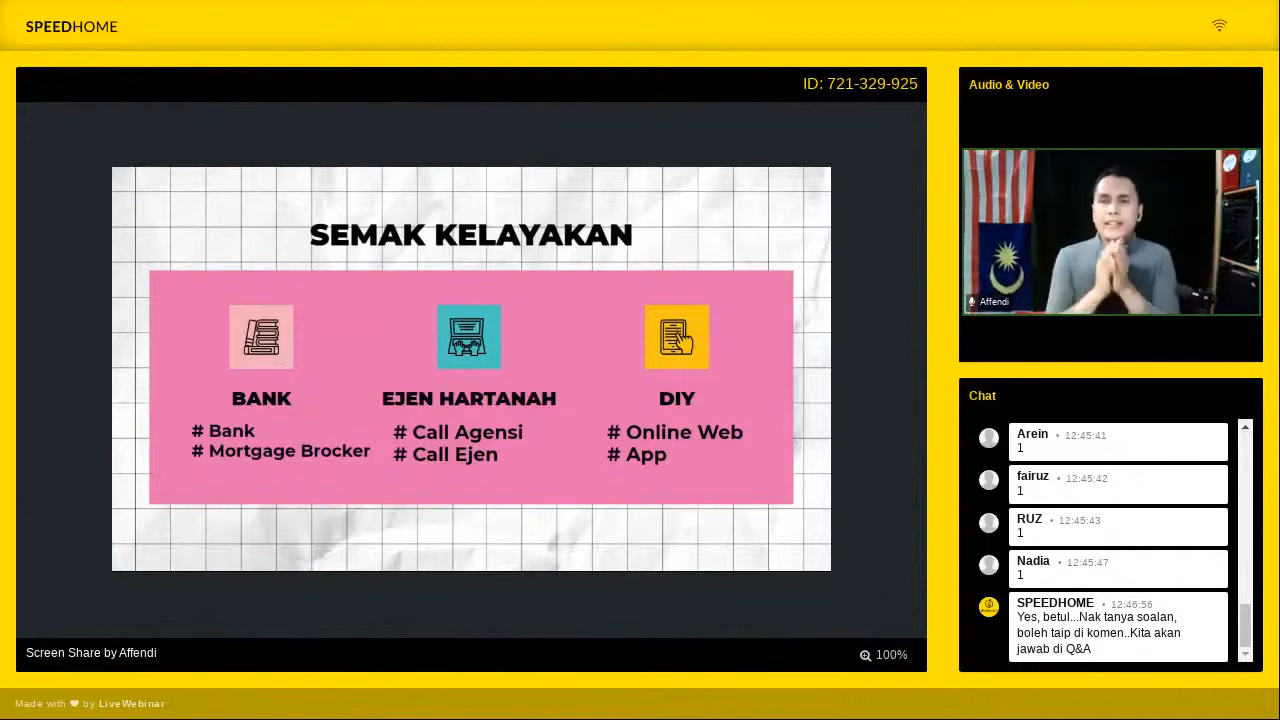 SPEEDHOME
ID: 721-329-925
SEMAK KELAYAKAN
BANK
# Bank
# Mortgage Brocker
EJEN HARTANAH
# Call Agensi
# Call Ejen
DIY
# Online Web
# App
Screen Share by Affendi
100%
Audio & Video
Affendi
Chat
Arein • 12:45:41
1
fairuz • 12:45:42
1
RUZ • 12:45:43
1
Nadia • 12:45:47
1
SPEEDHOME • 12:46:56
Yes, betul...Nak tanya soalan,
boleh taip di komen..Kita akan
jawab di Q&A
Made with ❤ by LiveWebinar